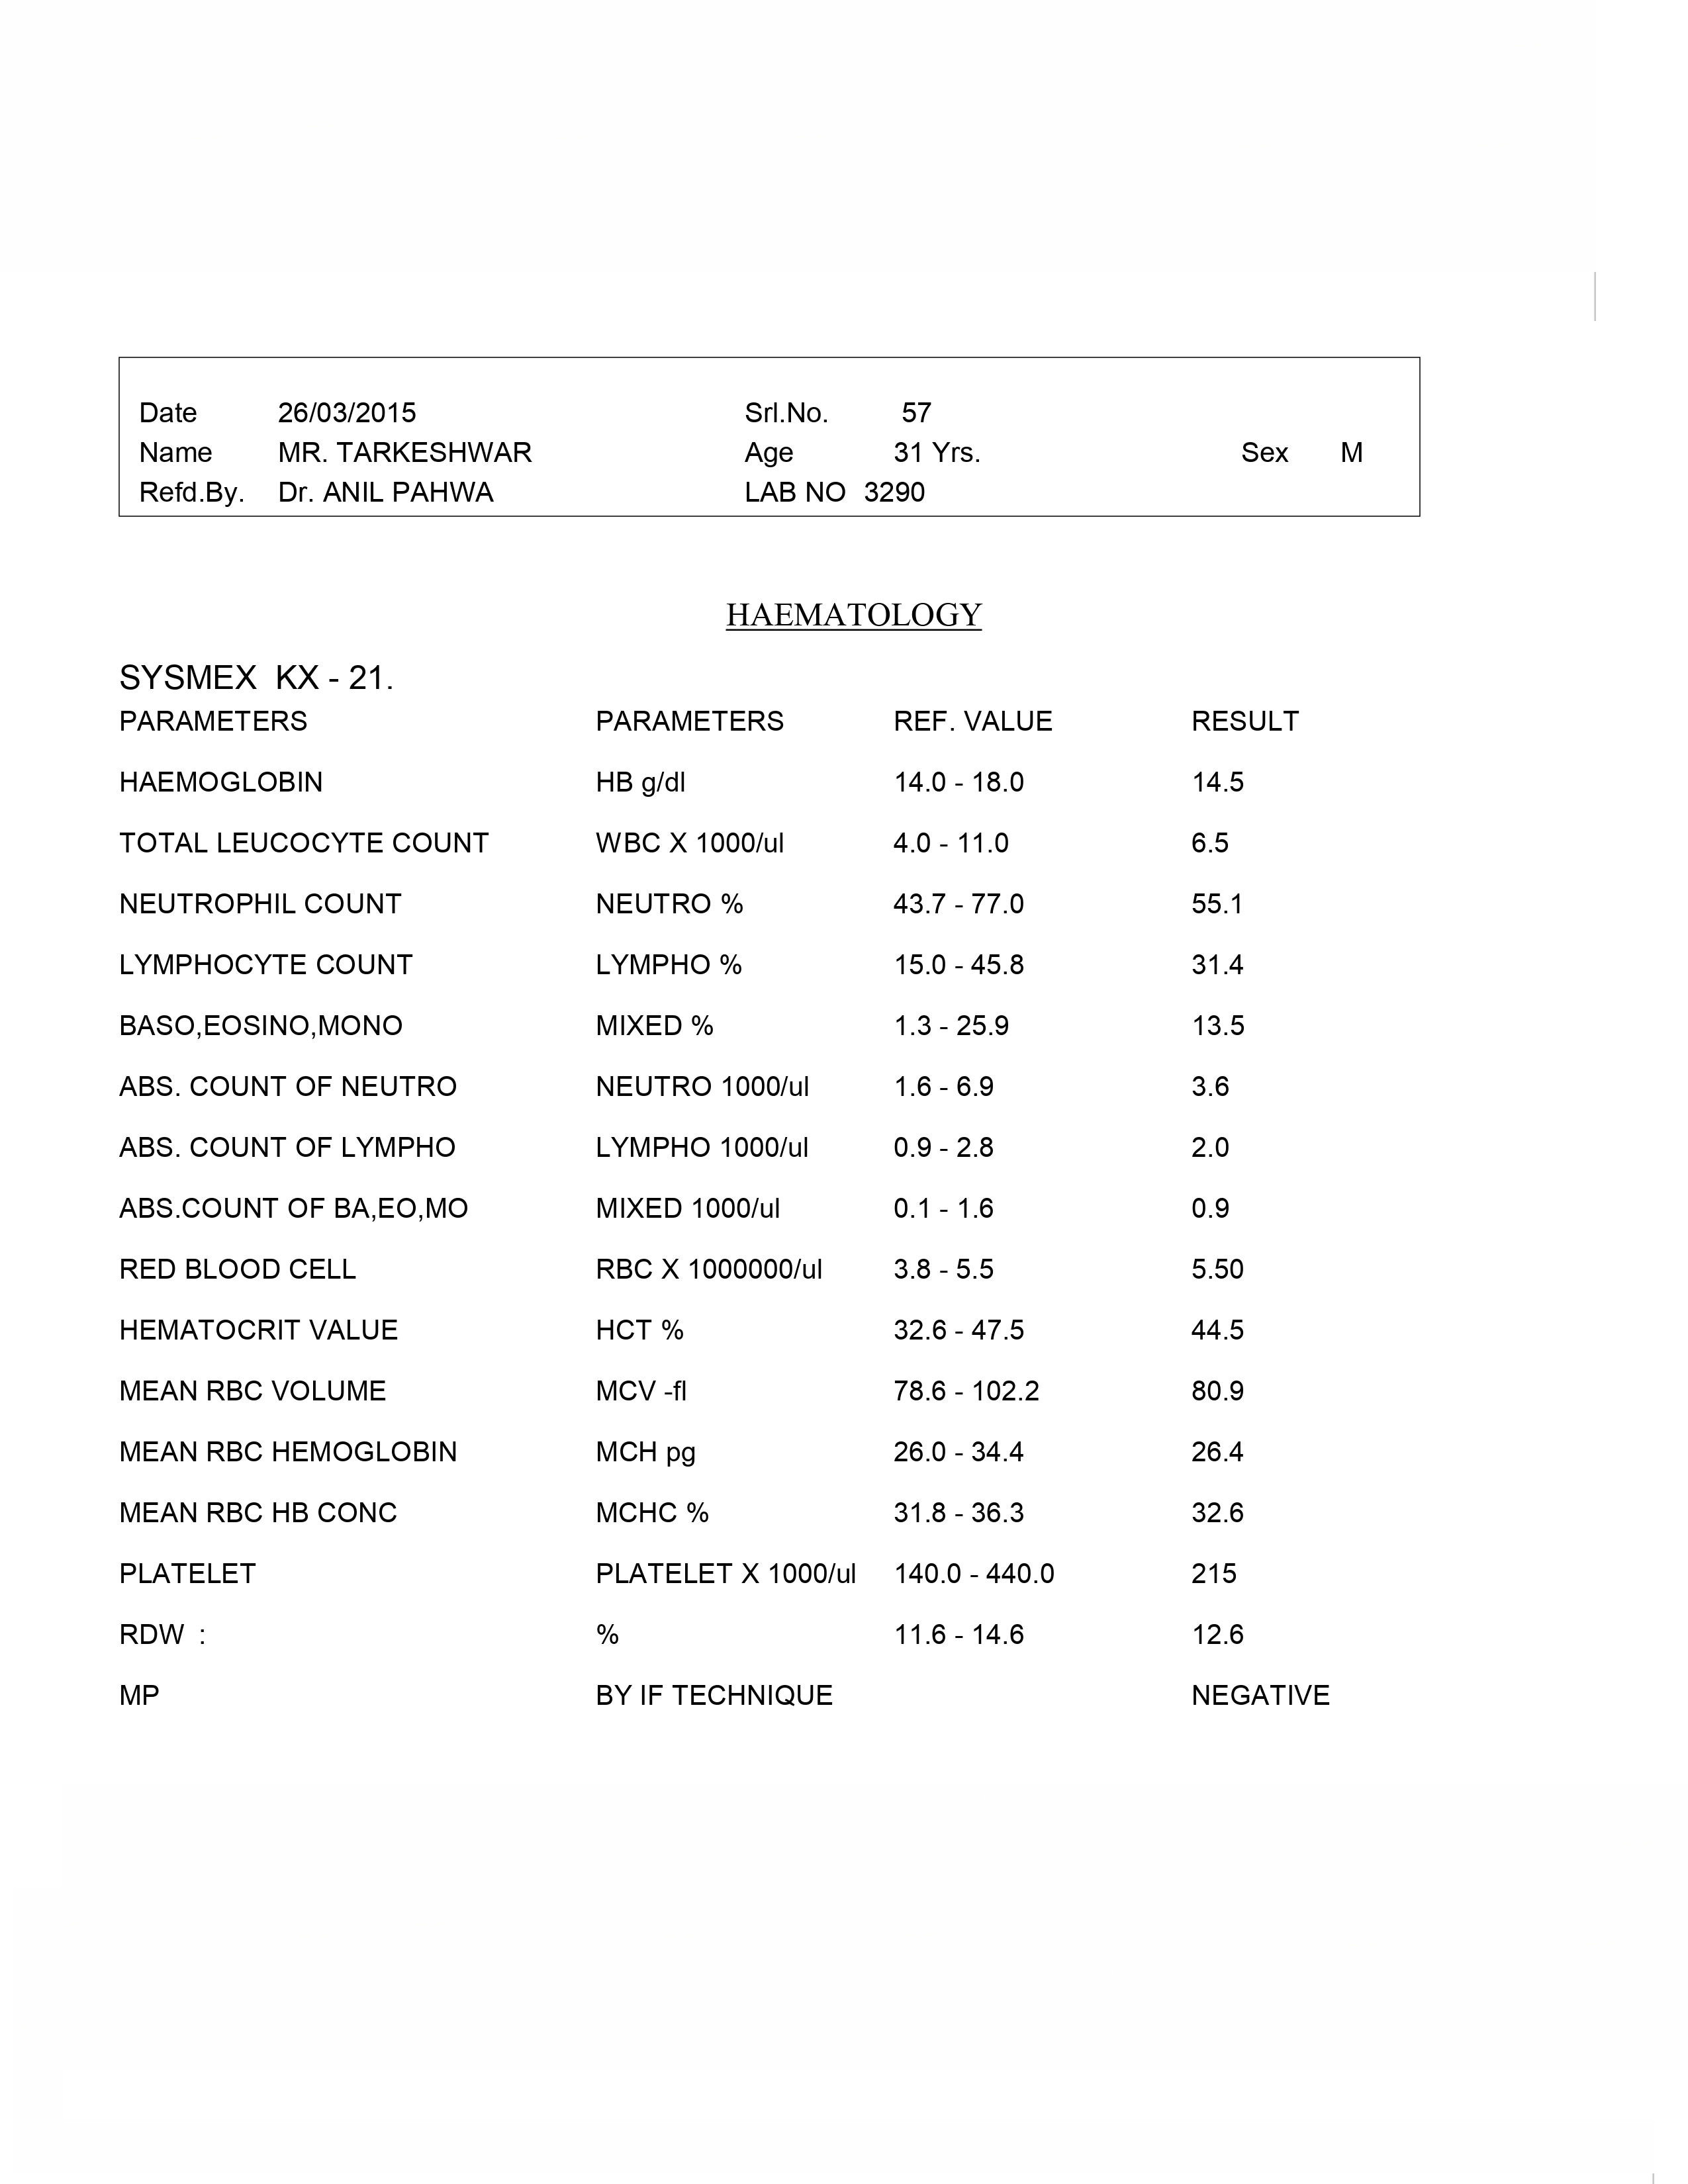 Date 26/03/2015 Srl.No. 57
Name MR. TARKESHWAR Age 31 Yrs. Sex M
Refd.By. Dr. ANIL PAHWA LAB NO 3290
HAEMATOLOGY
SYSMEX KX - 21.
PARAMETERS PARAMETERS REF. VALUE RESULT
HAEMOGLOBIN HB g/dl 14.0 - 18.0 14.5
TOTAL LEUCOCYTE COUNT WBC X 1000/ul 4.0 - 11.0 6.5
NEUTROPHIL COUNT NEUTRO % 43.7 - 77.0 55.1
LYMPHOCYTE COUNT LYMPHO % 15.0 - 45.8 31.4
BASO,EOSINO,MONO MIXED % 1.3 - 25.9 13.5
ABS. COUNT OF NEUTRO NEUTRO 1000/ul 1.6 - 6.9 3.6
ABS. COUNT OF LYMPHO LYMPHO 1000/ul 0.9 - 2.8 2.0
ABS.COUNT OF BA,EO,MO MIXED 1000/ul 0.1 - 1.6 0.9
RED BLOOD CELL RBC X 1000000/ul 3.8 - 5.5 5.50
HEMATOCRIT VALUE HCT % 32.6 - 47.5 44.5
MEAN RBC VOLUME MCV -fl 78.6 - 102.2 80.9
MEAN RBC HEMOGLOBIN MCH pg 26.0 - 34.4 26.4
MEAN RBC HB CONC MCHC % 31.8 - 36.3 32.6
PLATELET PLATELET X 1000/ul 140.0 - 440.0 215
RDW : % 11.6 - 14.6 12.6
MP BY IF TECHNIQUE NEGATIVE